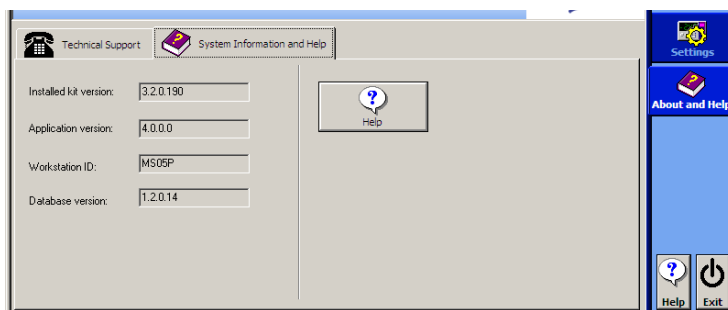 Technical Support
System Information and Help
Settings
About and Help
Installed kit version: 3.2.0.190
Help
Application version: 4.0.0.0
Workstation ID: MS05P
Database version: 1.2.0.14
Help
Exit